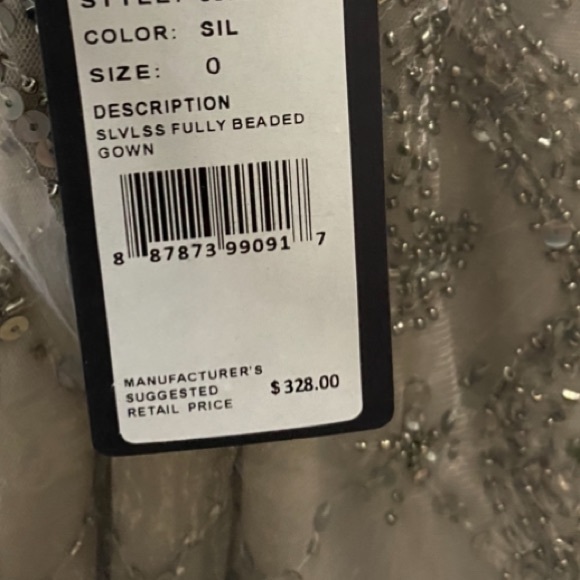 STYLE:
COLOR: SIL
SIZE: 0
DESCRIPTION
SLVLSS FULLY BEADED
GOWN
8 87873 99091 7
MANUFACTURER'S
SUGGESTED
RETAIL PRICE
$328.00